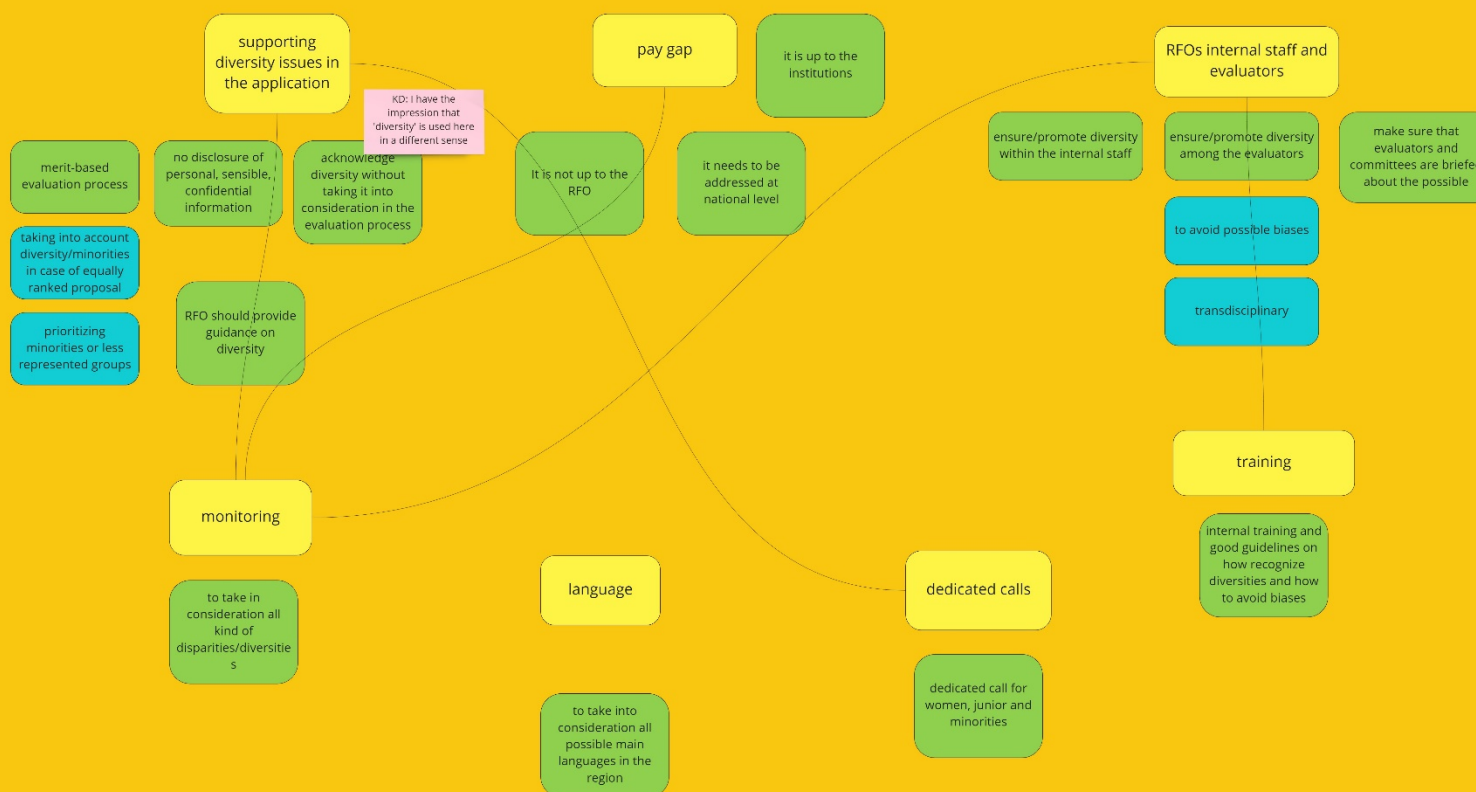 supporting
diversity issues in
the application
KD: I have the
impression that
'diversity' is used here
in a different sense
merit-based
evaluation process
no disclosure of
personal, sensible,
confidential
information
acknowledge
diversity without
taking it into
consideration in the
evaluation process
taking into account
diversity/minorities
in case of equally
ranked proposal
prioritizing
minorities or less
represented groups
RFO should provide
guidance on
diversity
pay gap
it is up to the
institutions
It is not up to the
RFO
it needs to be
addressed at
national level
RFOs internal staff and
evaluators
ensure/promote diversity
within the internal staff
ensure/promote diversity
among the evaluators
make sure that
evaluators and
committees are briefe
about the possible
to avoid possible biases
transdisciplinary
training
internal training and
good guidelines on
how recognize
diversities and how
to avoid biases
monitoring
to take in
consideration all
kind of
disparities/diversitie
s
language
to take into
consideration all
possible main
languages in the
region
dedicated calls
dedicated call for
women, junior and
minorities